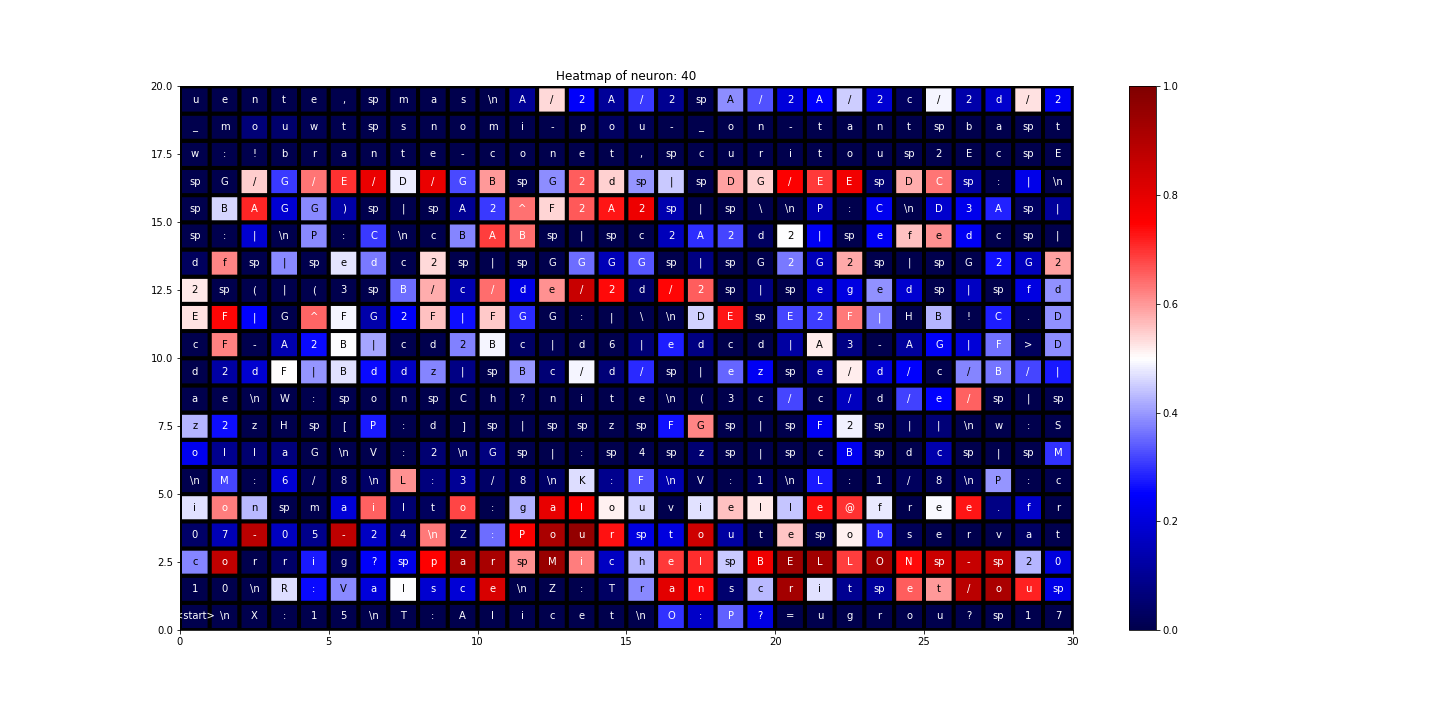 Heatmap of neuron: 40
20.0 u e n t e , sp m a s \n A / 2 A / 2 sp A / 2 A / 2 c / 2 d / 2 1.0
_ m o u w t sp s n o m i - p o u - _ o n - t a n t sp b a sp t
17.5 w : ! b r a n t e - c o n e t , sp c u r i t o u sp 2 E c sp E
sp G / G / E / D / G B sp G 2 d sp | sp D G / E E sp D C sp : | \n 0.8
15.0 sp B A G G ) sp | sp A 2 ^ F 2 A 2 sp | sp \ \n P : C \n D 3 A sp |
sp : | \n P : C \n c B A B sp | sp c 2 A 2 d 2 | sp e f e d c sp |
d f sp | sp e d c 2 sp | sp G G G G sp | sp G 2 G 2 sp | sp G 2 G 2
12.5 2 sp ( | ( 3 sp B / c / d e / 2 d / 2 sp | sp e g e d sp | sp f d 0.6
E F | G ^ F G 2 F | F G G : | \ \n D E sp E 2 F | H B ! C . D
10.0 c F - A 2 B | c d 2 B c | d 6 | e d c d | A 3 - A G | F > D
d 2 d F | B d d z | sp B c / d / sp | e z sp e / d / c / B / | 0.4
a e \n W : sp o n sp C h ? n i t e \n ( 3 c / c / d / e / sp | sp
7.5 z 2 z H sp [ P : d ] sp | sp sp z sp F G sp | sp F 2 sp | | \n w : S
o l l a G \n V : 2 \n G sp | : sp 4 sp z sp | sp c B sp d c sp | sp M
5.0 \n M : 6 / 8 \n L : 3 / 8 \n K : F \n V : 1 \n L : 1 / 8 \n P : c
i o n sp m a i l t o : g a l o u v i e l l e @ f r e e . f r 0.2
0 7 - 0 5 - 2 4 \n Z : P o u r sp t o u t e sp o b s e r v a t
2.5 c o r r i g ? sp p a r sp M i c h e l sp B E L L O N sp - sp 2 0
1 0 \n R : V a l s c e \n Z : T r a n s c r i t sp e t / o u sp
0.0 <start> \n X : 1 5 \n T : A l i c e t \n O : P ? = u g r o u ? sp 1 7 0.0
0 5 10 15 20 25 30